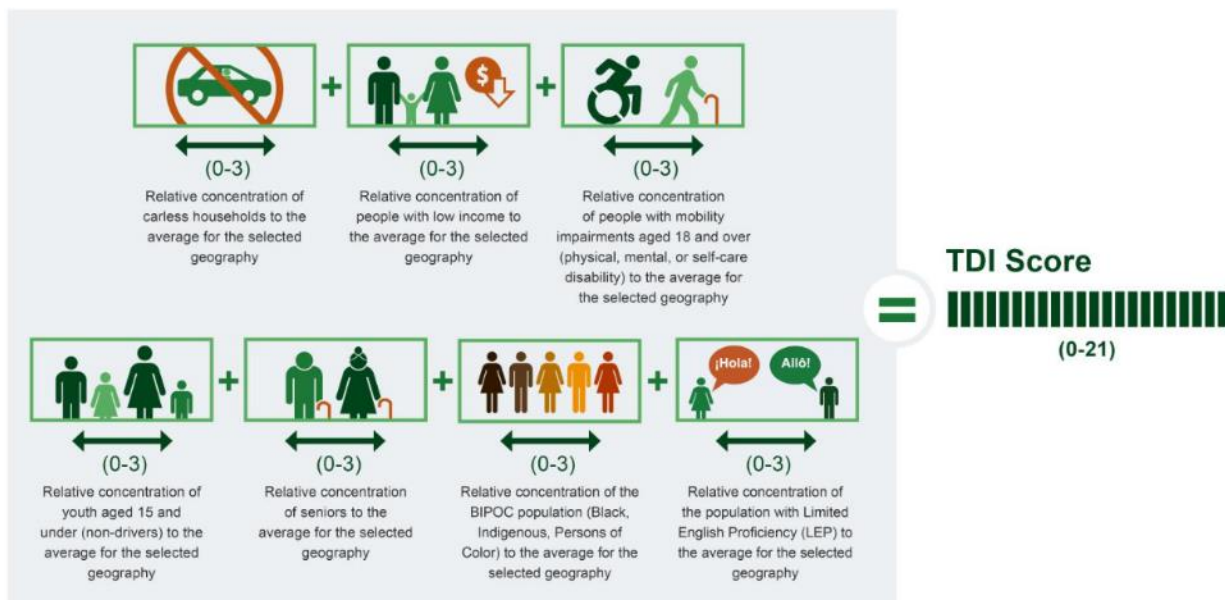 $
(0-3)
Relative concentration of
carless households to the
average for the selected
geography
(0-3)
Relative concentration of
people with low income to
the average for the selected
geography
(0-3)
Relative concentration
of people with mobility
impairments aged 18 and over
(physical, mental, or self-care
disability) to the average for
the selected geography
¡Hola!
Allô!
(0-3)
Relative concentration of
youth aged 15 and
under (non-drivers) to the
average for the selected
geography
(0-3)
Relative concentration
of seniors to the
average for the selected
geography
(0-3)
Relative concentration of the
BIPOC population (Black,
Indigenous, Persons of
Color) to the average for the
selected geography
(0-3)
Relative concentration of
the population with Limited
English Proficiency (LEP) to
the average for the selected
geography
TDI Score
(0-21)